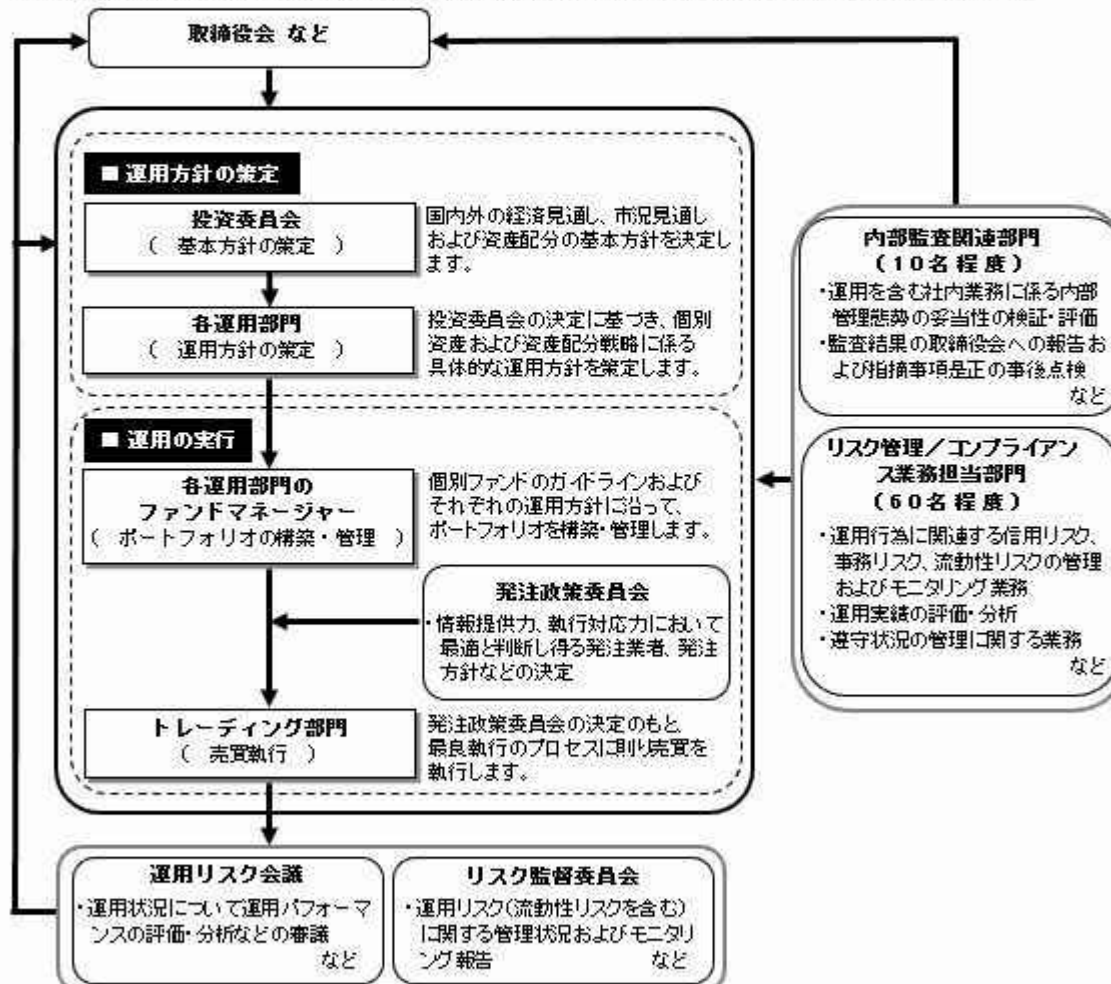 取締役会 など
■ 運用方針の策定
投資委員会
( 基本方針の策定 )
国内外の経済見通し、市況見通し
および資産配分の基本方針を決定し
ます。
各運用部門
( 運用方針の策定 )
投資委員会の決定に基づき、個別
資産および資産配分戦略に係る
具体的な運用方針を策定します。
■ 運用の実行
各運用部門の
ファンドマネージャー
( ポートフォリオの構築・管理 )
個別ファンドのガイドラインおよび
それぞれの運用方針に沿って、
ポートフォリオを構築・管理します。
発注政策委員会
・情報提供力、執行対応力において
最適と判断し得る発注業者、発注
方針などの決定
トレーディング部門
( 売買執行 )
発注政策委員会の決定のもと、
最良執行のプロセスに則り売買を
執行します。
内部監査関連部門
(10名程度)
・運用を含む社内業務に係る内部
管理態勢の妥当性の検証・評価
・監査結果の取締役会への報告お
よび指摘事項是正の事後点検
など
リスク管理/コンプライアン
ス業務担当部門
(60名程度)
・運用行為に関連する信用リスク、
事務リスク、流動性リスクの管理
およびモニタリング業務
・運用実績の評価・分析
・遵守状況の管理に関する業務
など
運用リスク会議
・運用状況について運用パフォーマ
ンスの評価・分析などの審議
など
リスク監督委員会
・運用リスク(流動性リスクを含む)
に関する管理状況およびモニタリ
ング報告 など